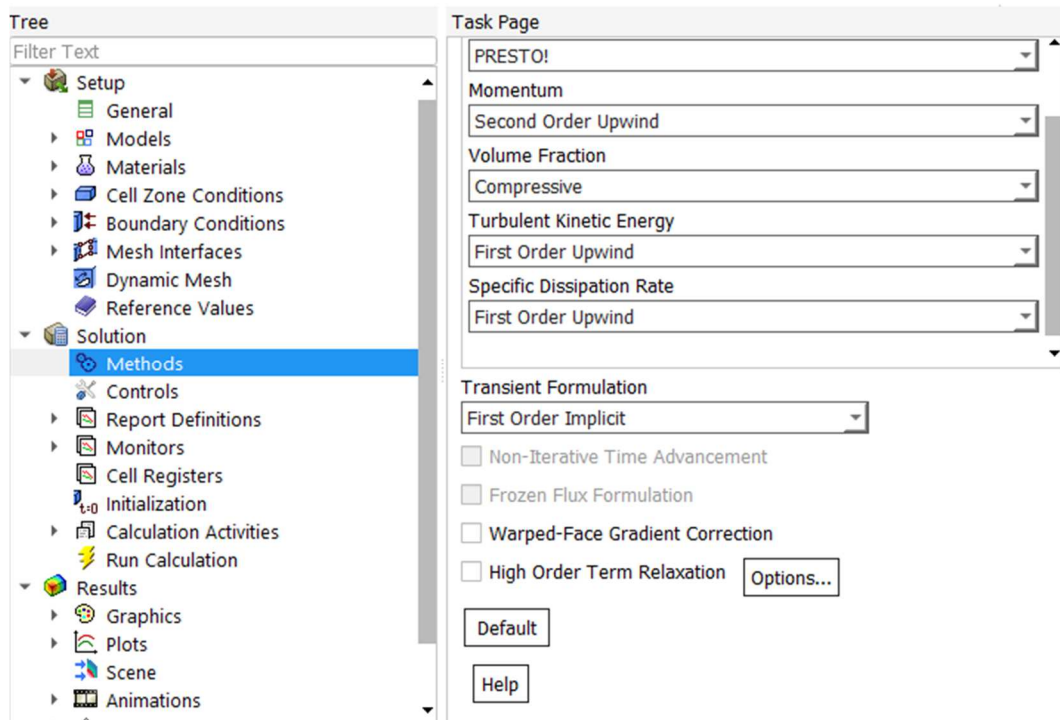 Tree
Filter Text
Setup
General
Models
Materials
Cell Zone Conditions
Boundary Conditions
Mesh Interfaces
Dynamic Mesh
Reference Values
Solution
Methods
Controls
Report Definitions
Monitors
Cell Registers
t=0 Initialization
Calculation Activities
Run Calculation
Results
Graphics
Plots
Scene
Animations
Task Page
PRESTO!
Momentum
Second Order Upwind
Volume Fraction
Compressive
Turbulent Kinetic Energy
First Order Upwind
Specific Dissipation Rate
First Order Upwind
Transient Formulation
First Order Implicit
Non-Iterative Time Advancement
Frozen Flux Formulation
Warped-Face Gradient Correction
High Order Term Relaxation Options...
Default
Help